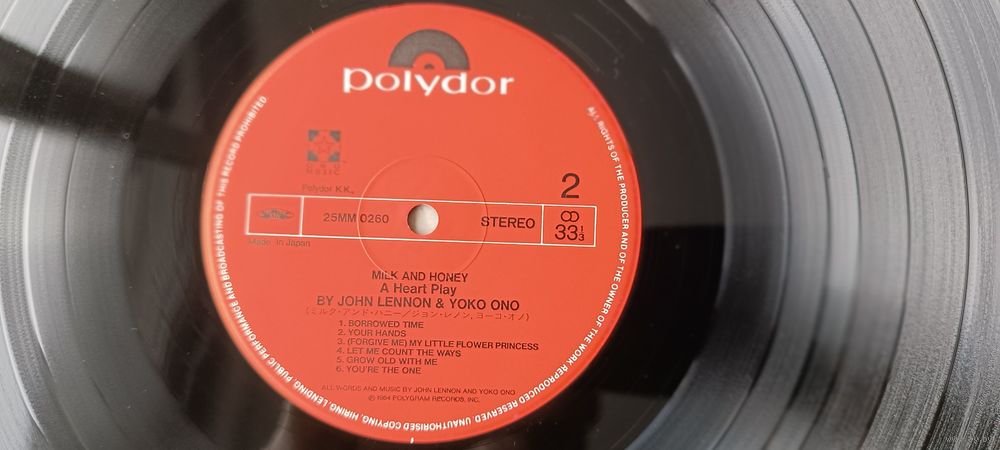 polydor
ONO
MUSIC
Polydor K.K.
2
25MM 0260
STEREO
33 1/3
Made in Japan
MILK AND HONEY
A Heart Play
BY JOHN LENNON & YOKO ONO
(ミルク・アンド・ハニー/ジョン・レノン,ヨーコ・オノ)
1. BORROWED TIME
2. YOUR HANDS
3. (FORGIVE ME) MY LITTLE FLOWER PRINCESS
4. LET ME COUNT THE WAYS
5. GROW OLD WITH ME
6. YOU'RE THE ONE
ALL WORDS AND MUSIC BY JOHN LENNON AND YOKO ONO
℗ 1984 POLYGRAM RECORDS, INC.
ALL RIGHTS OF THE PRODUCER AND OF THE OWNER OF THE WORK REPRODUCED RESERVED. UNAUTHORISED COPYING, HIRING, LENDING, PUBLIC PERFORMANCE AND BROADCASTING OF THIS RECORD PROHIBITED